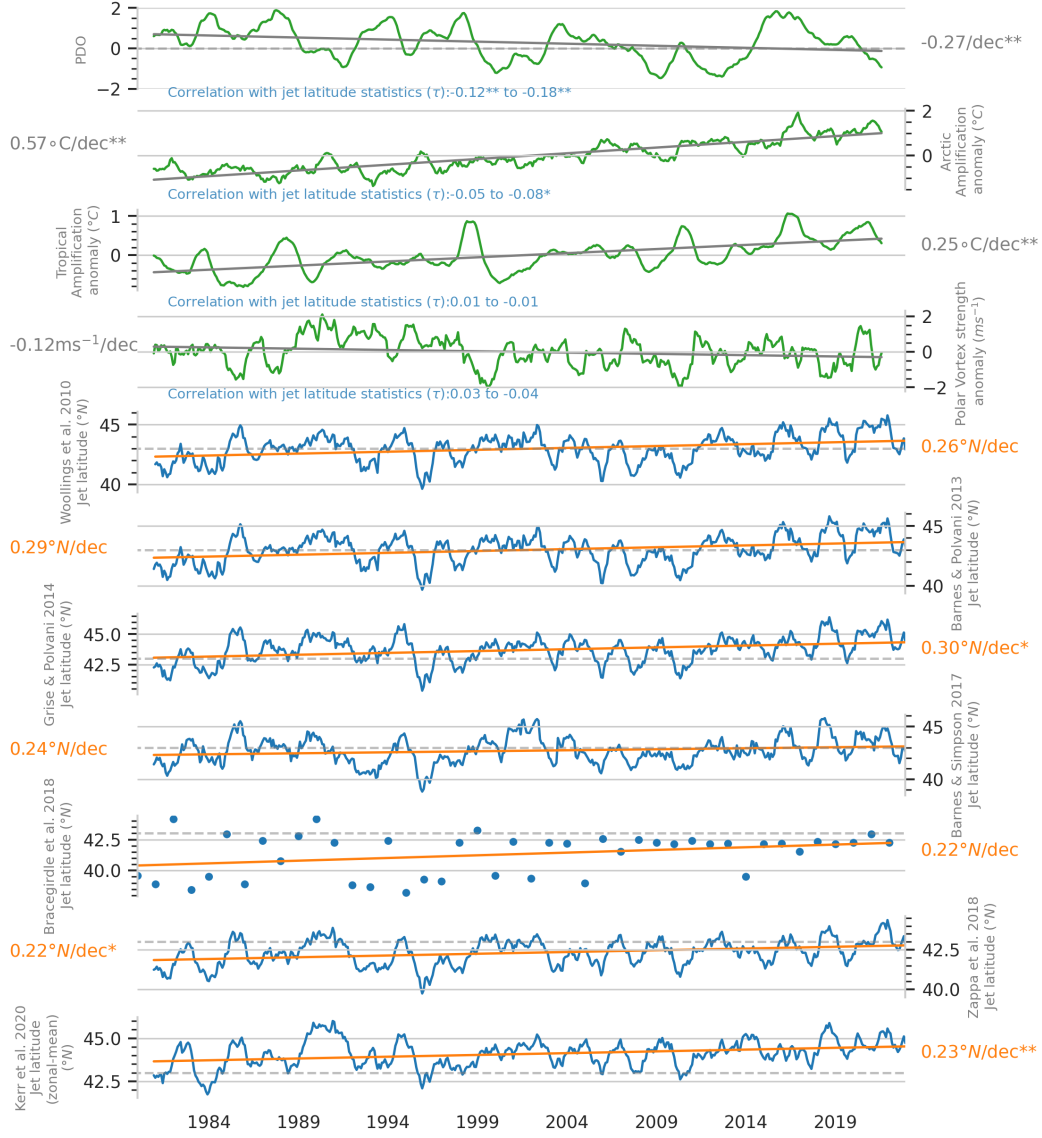 2
0
−2
PDO
-0.27/dec**
Correlation with jet latitude statistics (τ):-0.12** to -0.18**
0.57∘C/dec**
2
0
Arctic
Amplification
anomaly (°C)
Correlation with jet latitude statistics (τ):-0.05 to -0.08*
Tropical
Amplification
anomaly (°C)
1
0
0.25∘C/dec**
Correlation with jet latitude statistics (τ):0.01 to -0.01
-0.12ms⁻¹/dec
2
0
−2
Polar Vortex strength
anomaly (ms⁻¹)
Correlation with jet latitude statistics (τ):0.03 to -0.04
Woollings et al. 2010
Jet latitude (°N)
45
40
0.26°N/dec
0.29°N/dec
45
40
Barnes & Polvani 2013
Jet latitude (°N)
Grise & Polvani 2014
Jet latitude (°N)
45.0
42.5
0.30°N/dec*
0.24°N/dec
45
40
Barnes & Simpson 2017
Jet latitude (°N)
Bracegirdle et al. 2018
Jet latitude (°N)
42.5
40.0
0.22°N/dec
0.22°N/dec*
42.5
40.0
Zappa et al. 2018
Jet latitude (°N)
Kerr et al. 2020
Jet latitude
(zonal-mean)
(°N)
45.0
42.5
0.23°N/dec**
1984 1989 1994 1999 2004 2009 2014 2019